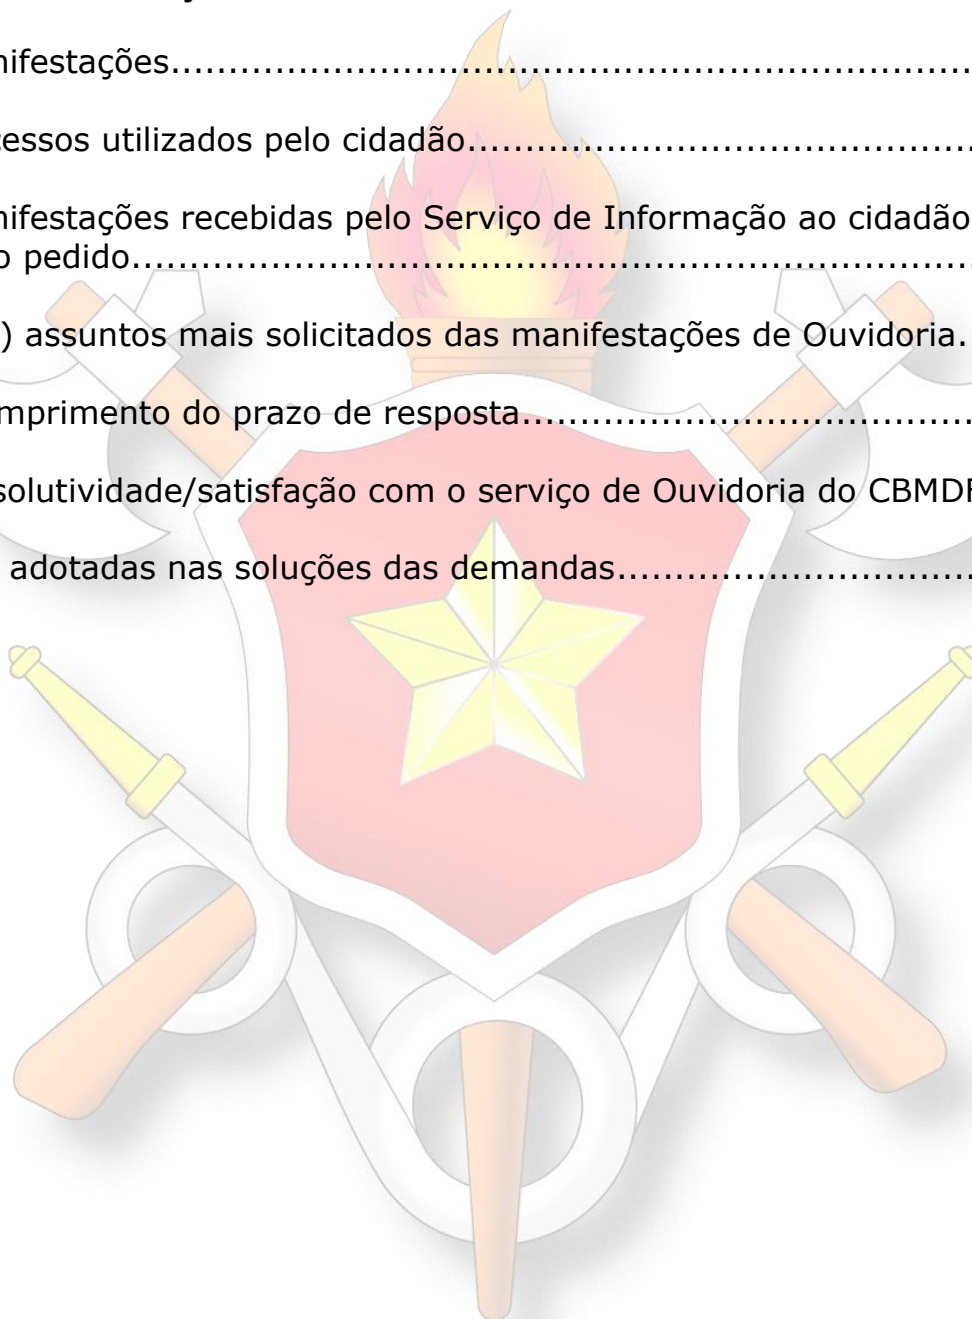 nifestações......................................................................
essos utilizados pelo cidadão............................................
nifestações recebidas pelo Serviço de Informação ao cidadão
o pedido.........................................................................
) assuntos mais solicitados das manifestações de Ouvidoria.
mprimento do prazo de resposta.......................................
solutividade/satisfação com o serviço de Ouvidoria do CBMDF
adotadas nas soluções das demandas...............................